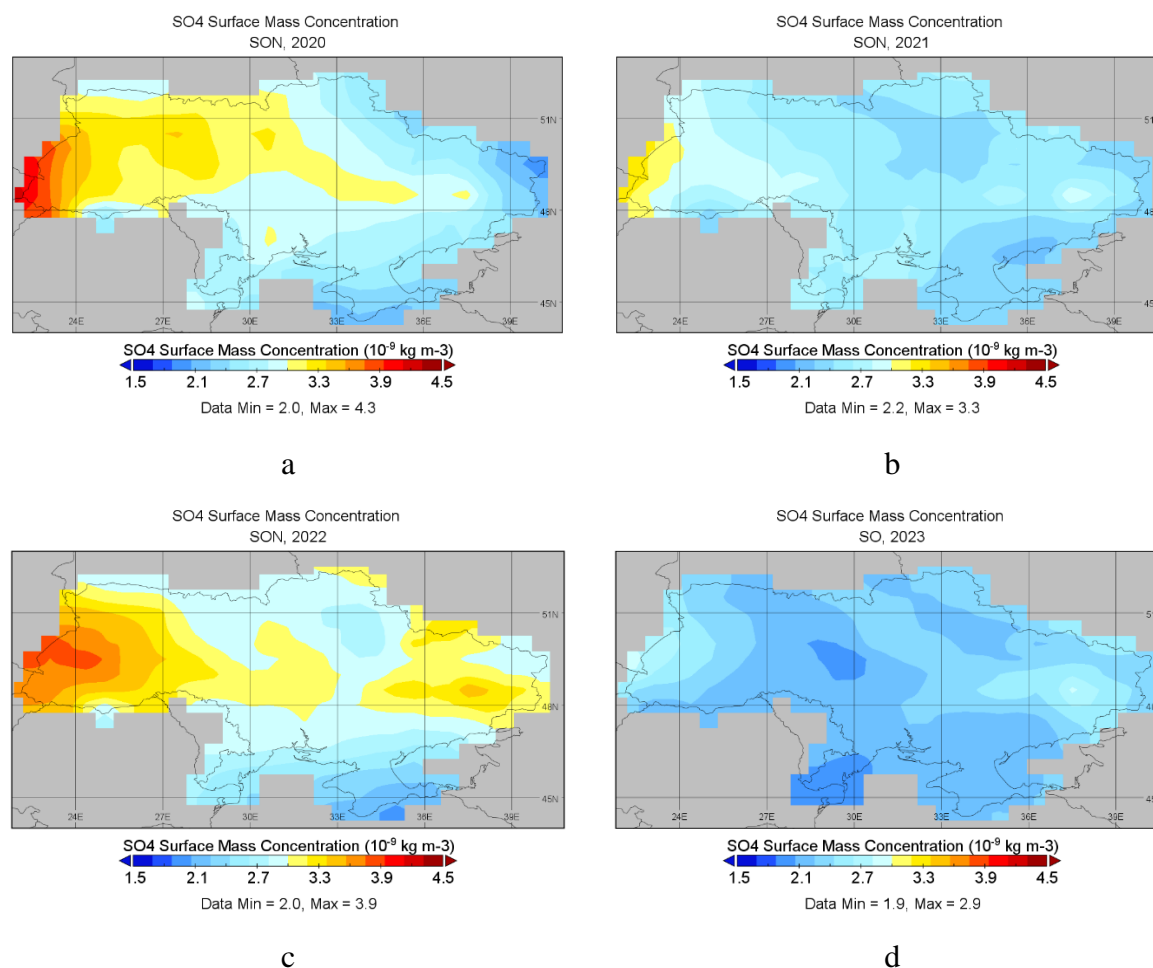 SO4 Surface Mass Concentration
SON, 2020
51N
48N
45N
24E
27E
30E
33E
36E
39E
SO4 Surface Mass Concentration (10⁻⁹ kg m-3)
1.5 2.1 2.7 3.3 3.9 4.5
Data Min = 2.0, Max = 4.3
a
SO4 Surface Mass Concentration
SON, 2021
51N
48N
45N
24E
27E
30E
33E
36E
39E
SO4 Surface Mass Concentration (10⁻⁹ kg m-3)
1.5 2.1 2.7 3.3 3.9 4.5
Data Min = 2.2, Max = 3.3
b
SO4 Surface Mass Concentration
SON, 2022
51N
48N
45N
24E
27E
30E
33E
36E
39E
SO4 Surface Mass Concentration (10⁻⁹ kg m-3)
1.5 2.1 2.7 3.3 3.9 4.5
Data Min = 2.0, Max = 3.9
c
SO4 Surface Mass Concentration
SO, 2023
51N
48N
45N
24E
27E
30E
33E
36E
39E
SO4 Surface Mass Concentration (10⁻⁹ kg m-3)
1.5 2.1 2.7 3.3 3.9 4.5
Data Min = 1.9, Max = 2.9
d